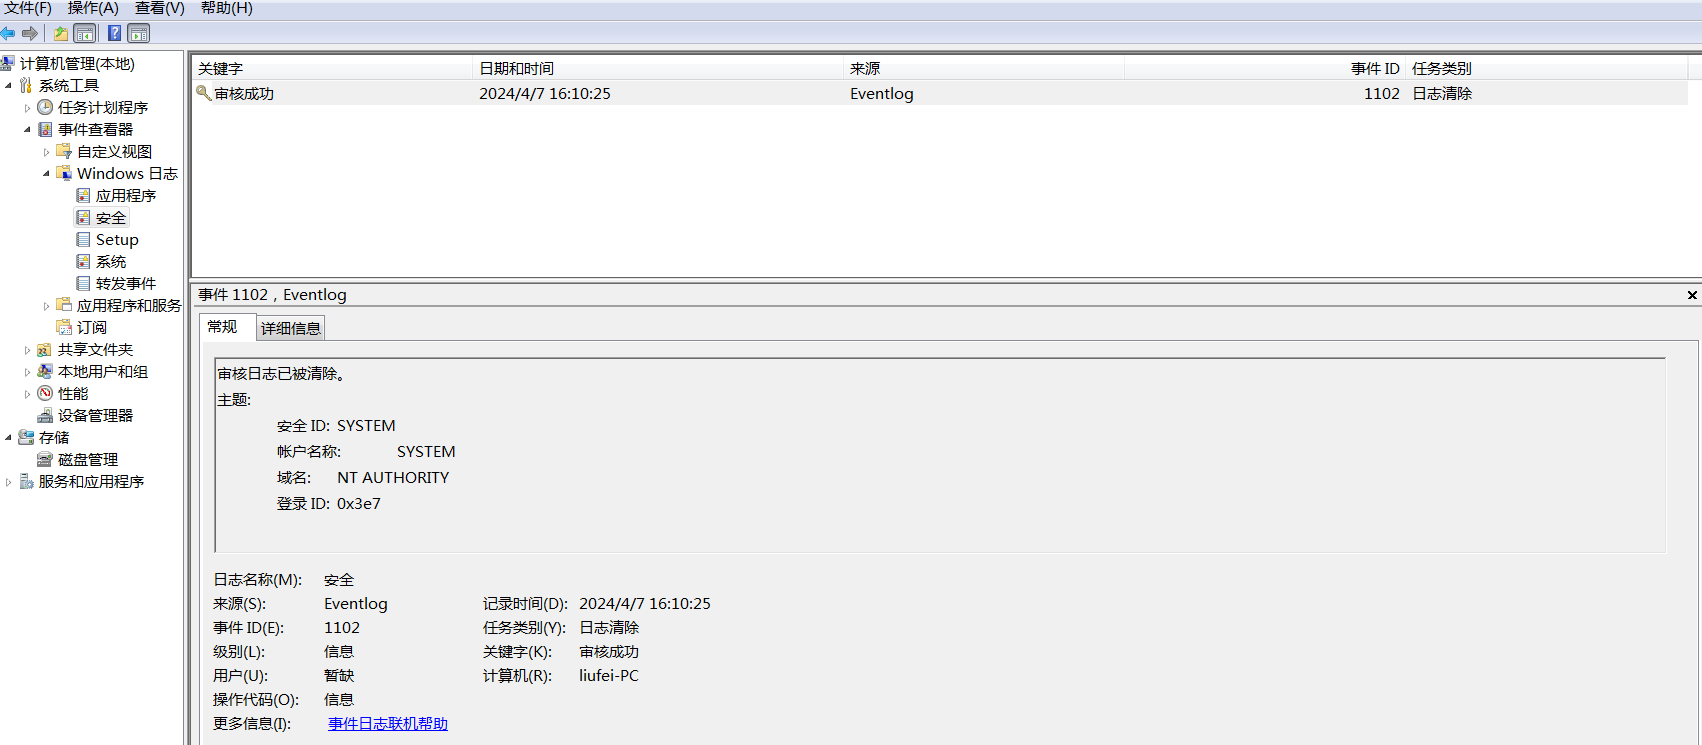 文件(F) 操作(A) 查看(V) 帮助(H)
计算机管理(本地)
系统工具
任务计划程序
事件查看器
自定义视图
Windows 日志
应用程序
安全
Setup
系统
转发事件
应用程序和服务
订阅
共享文件夹
本地用户和组
性能
设备管理器
存储
磁盘管理
服务和应用程序
关键字 日期和时间 来源 事件 ID 任务类别
审核成功 2024/4/7 16:10:25 Eventlog 1102 日志清除
事件 1102，Eventlog
常规 详细信息
审核日志已被清除。
主题:
安全 ID: SYSTEM
帐户名称: SYSTEM
域名: NT AUTHORITY
登录 ID: 0x3e7
日志名称(M): 安全
来源(S): Eventlog 记录时间(D): 2024/4/7 16:10:25
事件 ID(E): 1102 任务类别(Y): 日志清除
级别(L): 信息 关键字(K): 审核成功
用户(U): 暂缺 计算机(R): liufei-PC
操作代码(O): 信息
更多信息(I): 事件日志联机帮助